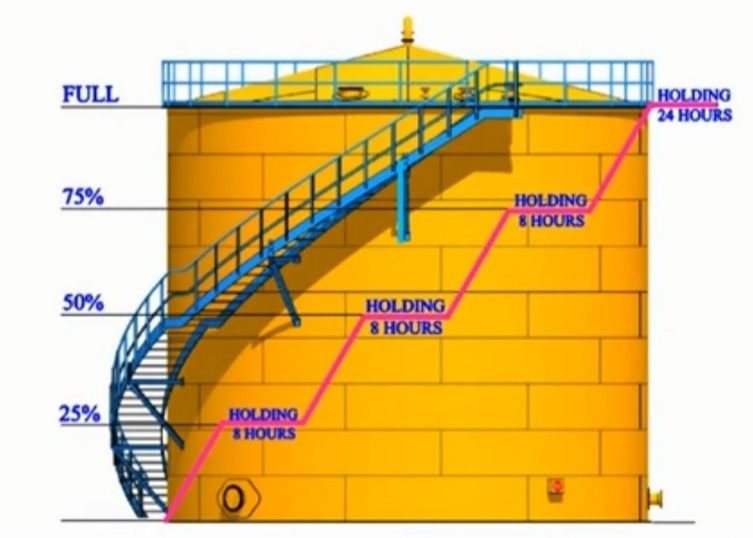 FULL
HOLDING
24 HOURS
75%
HOLDING
8 HOURS
50%
HOLDING
8 HOURS
25%
HOLDING
8 HOURS